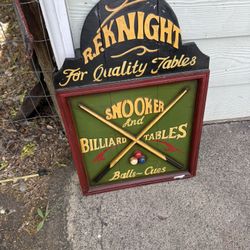 R.F. KNIGHT
For Quality Tables
SNOOKER
And
BILLIARD TABLES
Balls - Cues